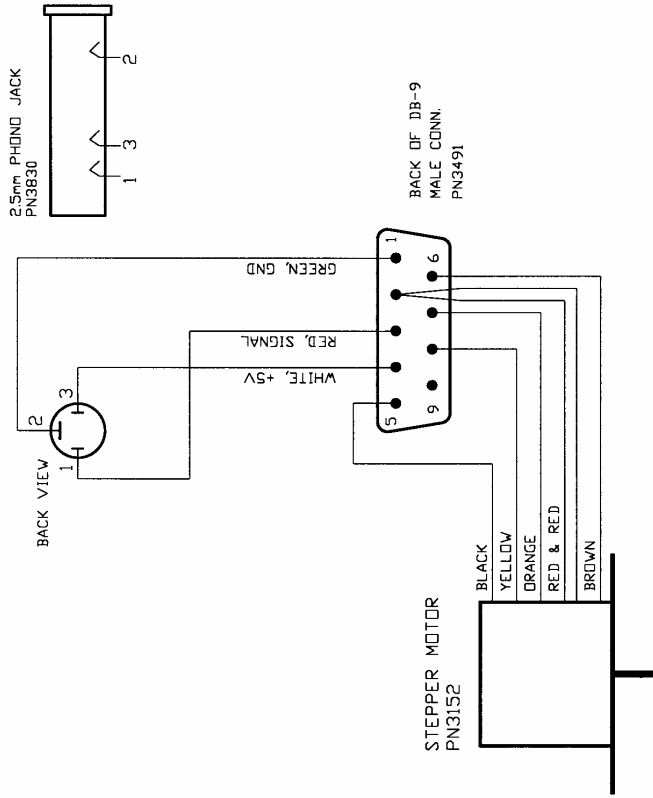 2.5mm PHONO JACK
PN3830
1
3
2
BACK VIEW
1
2
3
GREEN, GND
RED, SIGNAL
WHITE, +5V
BACK OF DB-9
MALE CONN.
PN3491
5
1
9
6
STEPPER MOTOR
PN3152
BLACK
YELLOW
ORANGE
RED & RED
BROWN